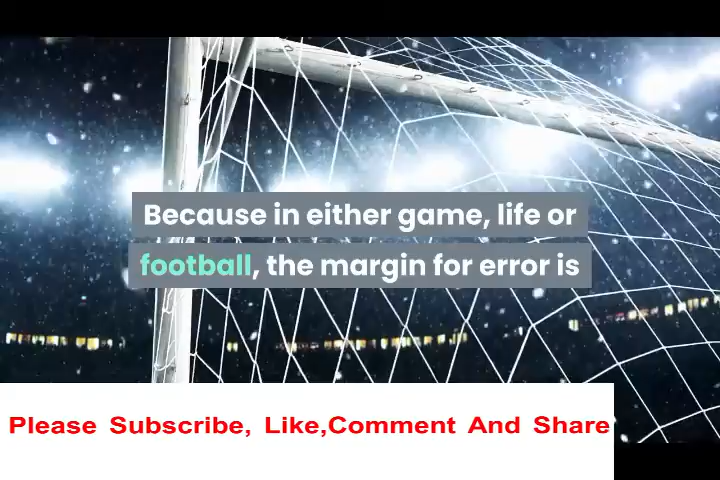 Because in either game, life or
football, the margin for error is
Please Subscribe, Like,Comment And Share